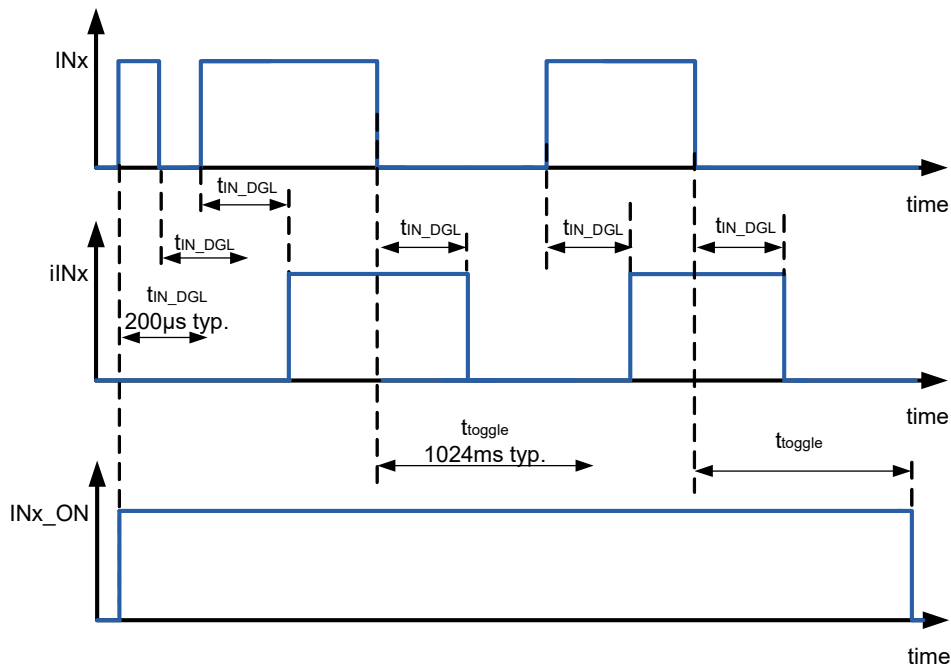 INx
time
tIN_DGL
tIN_DGL
tIN_DGL
tIN_DGL
tIN_DGL
iINx
tIN_DGL
200µs typ.
time
ttoggle
1024ms typ.
ttoggle
INx_ON
time